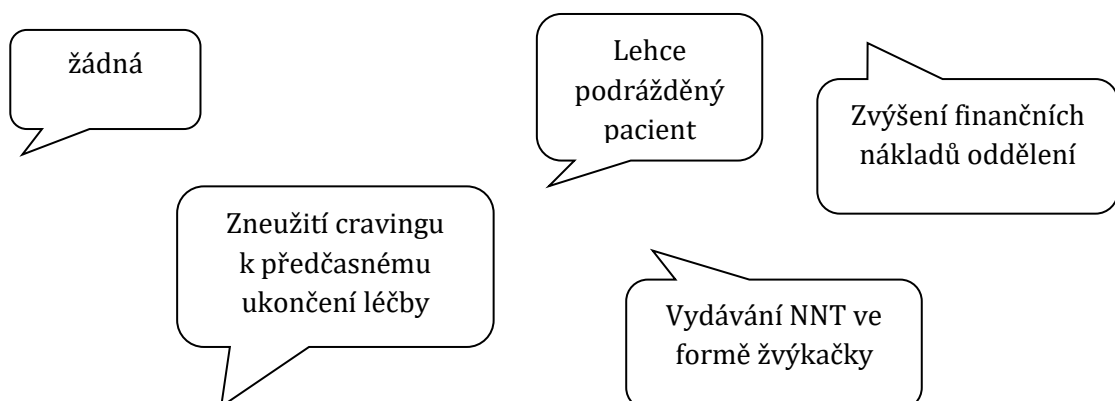 žádná
Lehce
podrážděný
pacient
Zvýšení finančních
nákladů oddělení
Zneužití cravingu
k předčasnému
ukončení léčby
Vydávání NNT ve
formě žvýkačky